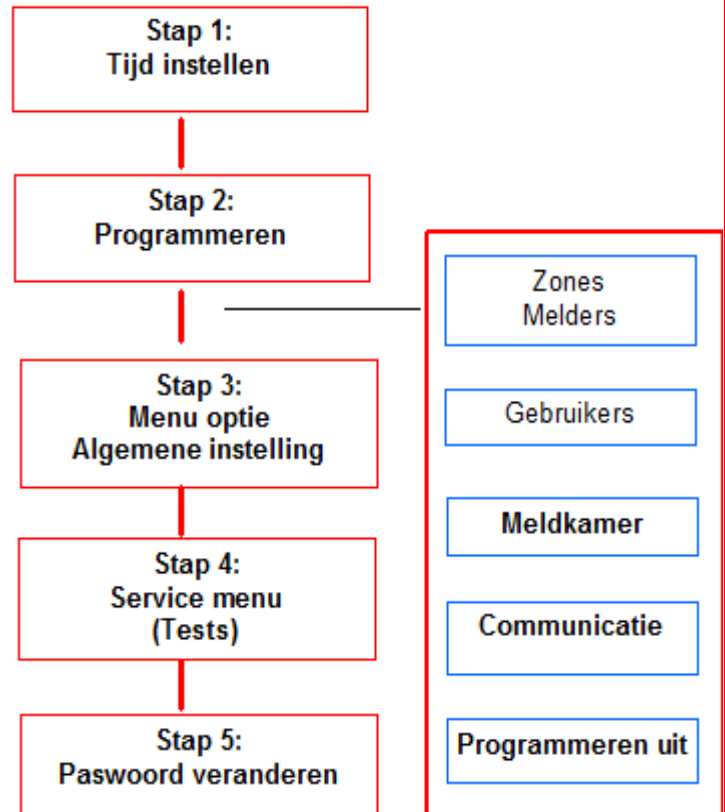 Stap 1:
Tijd instellen
Stap 2:
Programmeren
Stap 3:
Menu optie
Algemene instelling
Stap 4:
Service menu
(Tests)
Stap 5:
Paswoord veranderen
Zones
Melders
Gebruikers
Meldkamer
Communicatie
Programmeren uit